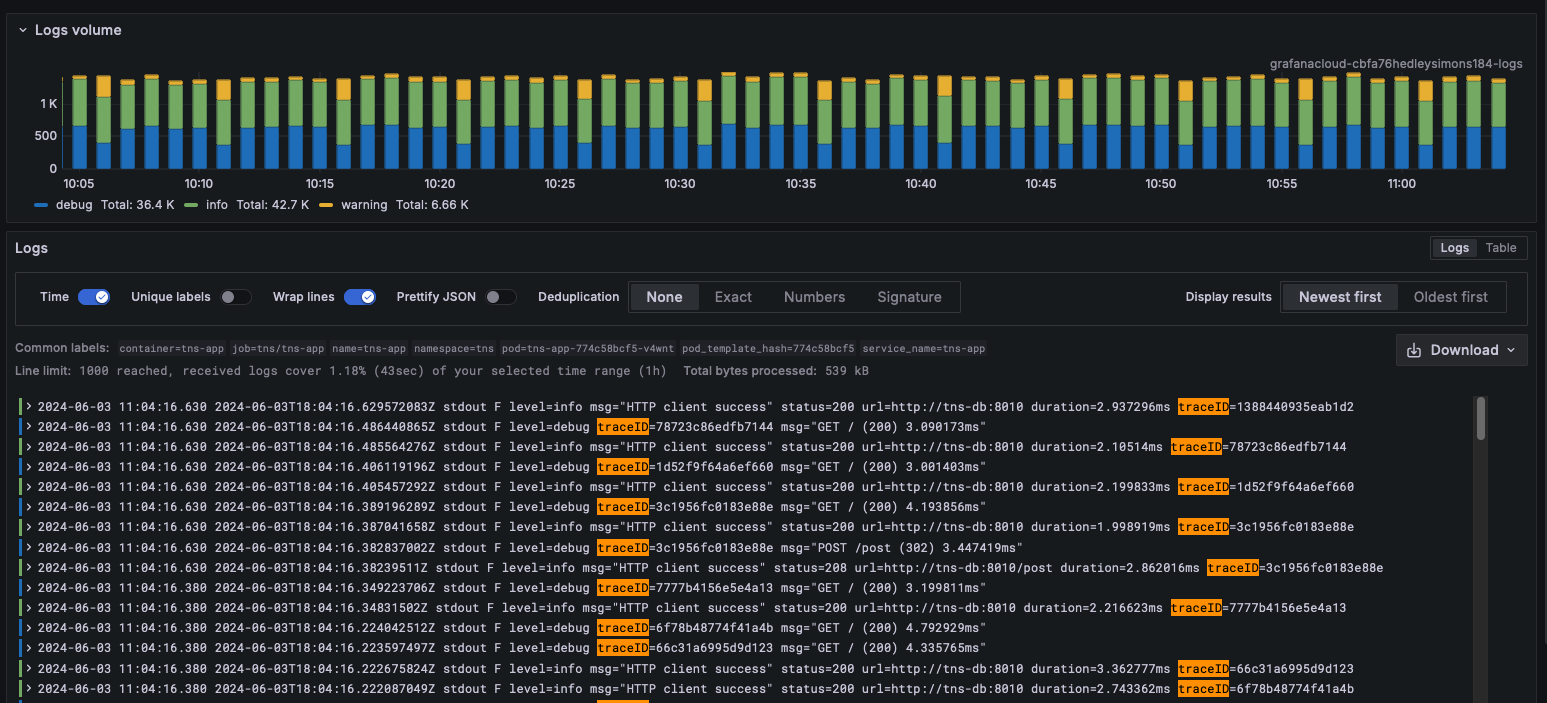 Logs volume
grafanacloud-cbfa76hedleysimons184-logs
1 K
500
0
10:05 10:10 10:15 10:20 10:25 10:30 10:35 10:40 10:45 10:50 10:55 11:00
debug Total: 36.4 K info Total: 42.7 K warning Total: 6.66 K
Logs
Logs Table
Time Unique labels Wrap lines Prettify JSON Deduplication None Exact Numbers Signature Display results Newest first Oldest first
Common labels: container=tns-app job=tns/tns-app name=tns-app namespace=tns pod=tns-app-774c58bcf5-v4wnt pod_template_hash=774c58bcf5 service_name=tns-app
Download
Line limit: 1000 reached, received logs cover 1.18% (43sec) of your selected time range (1h) Total bytes processed: 539 kB
2024-06-03 11:04:16.630 2024-06-03T18:04:16.629572083Z stdout F level=info msg="HTTP client success" status=200 url=http://tns-db:8010 duration=2.937296ms traceID=1388440935eab1d2
2024-06-03 11:04:16.630 2024-06-03T18:04:16.486440865Z stdout F level=debug traceID=78723c86edfb7144 msg="GET / (200) 3.090173ms"
2024-06-03 11:04:16.630 2024-06-03T18:04:16.485564276Z stdout F level=info msg="HTTP client success" status=200 url=http://tns-db:8010 duration=2.10514ms traceID=78723c86edfb7144
2024-06-03 11:04:16.630 2024-06-03T18:04:16.406119196Z stdout F level=debug traceID=1d52f9f64a6ef660 msg="GET / (200) 3.001403ms"
2024-06-03 11:04:16.630 2024-06-03T18:04:16.405457292Z stdout F level=info msg="HTTP client success" status=200 url=http://tns-db:8010 duration=2.199833ms traceID=1d52f9f64a6ef660
2024-06-03 11:04:16.630 2024-06-03T18:04:16.389196289Z stdout F level=debug traceID=3c1956fc0183e88e msg="GET / (200) 4.193856ms"
2024-06-03 11:04:16.630 2024-06-03T18:04:16.387041658Z stdout F level=info msg="HTTP client success" status=200 url=http://tns-db:8010 duration=1.998919ms traceID=3c1956fc0183e88e
2024-06-03 11:04:16.630 2024-06-03T18:04:16.382837002Z stdout F level=debug traceID=3c1956fc0183e88e msg="POST /post (302) 3.447419ms"
2024-06-03 11:04:16.630 2024-06-03T18:04:16.38239511Z stdout F level=info msg="HTTP client success" status=208 url=http://tns-db:8010/post duration=2.862016ms traceID=3c1956fc0183e88e
2024-06-03 11:04:16.380 2024-06-03T18:04:16.349223706Z stdout F level=debug traceID=7777b4156e5e4a13 msg="GET / (200) 3.199811ms"
2024-06-03 11:04:16.380 2024-06-03T18:04:16.34831502Z stdout F level=info msg="HTTP client success" status=200 url=http://tns-db:8010 duration=2.216623ms traceID=7777b4156e5e4a13
2024-06-03 11:04:16.380 2024-06-03T18:04:16.224042512Z stdout F level=debug traceID=6f78b48774f41a4b msg="GET / (200) 4.792929ms"
2024-06-03 11:04:16.380 2024-06-03T18:04:16.223597497Z stdout F level=debug traceID=66c31a6995d9d123 msg="GET / (200) 4.335765ms"
2024-06-03 11:04:16.380 2024-06-03T18:04:16.222675824Z stdout F level=info msg="HTTP client success" status=200 url=http://tns-db:8010 duration=3.362777ms traceID=66c31a6995d9d123
2024-06-03 11:04:16.380 2024-06-03T18:04:16.222087049Z stdout F level=info msg="HTTP client success" status=200 url=http://tns-db:8010 duration=2.743362ms traceID=6f78b48774f41a4b